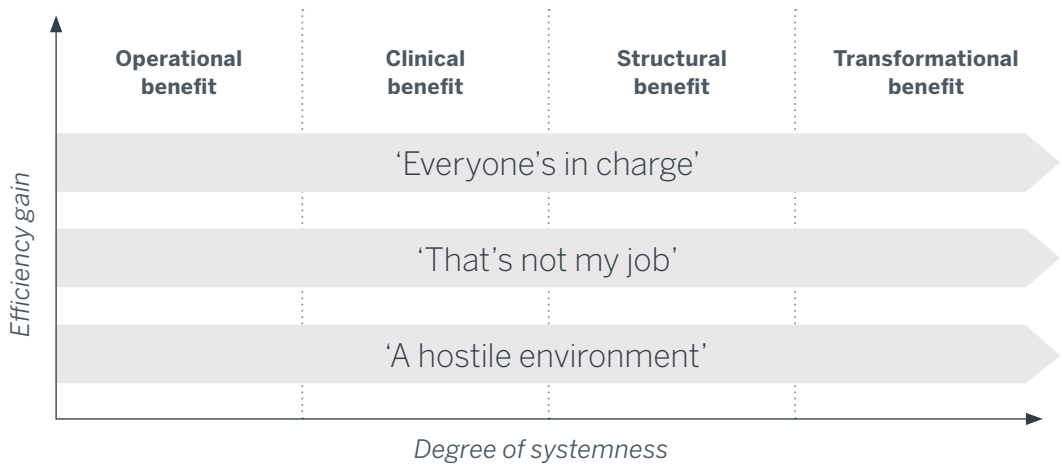 Operational
benefit
Clinical
benefit
Structural
benefit
Transformational
benefit
‘Everyone’s in charge’
‘That’s not my job’
‘A hostile environment’
Efficiency gain
Degree of systemness